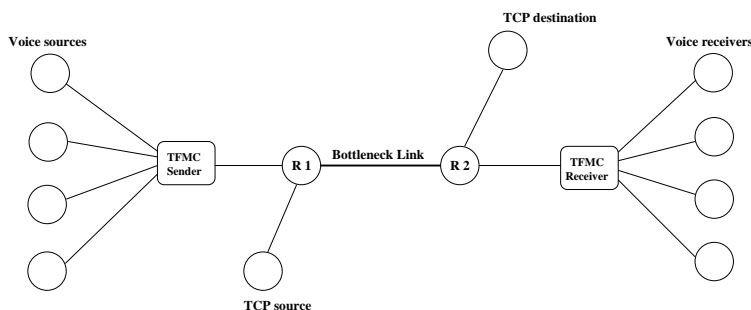 TCP destination
Voice sources
Voice receivers
TFMC
Sender
R 1
Bottleneck Link
R 2
TFMC
Receiver
TCP source